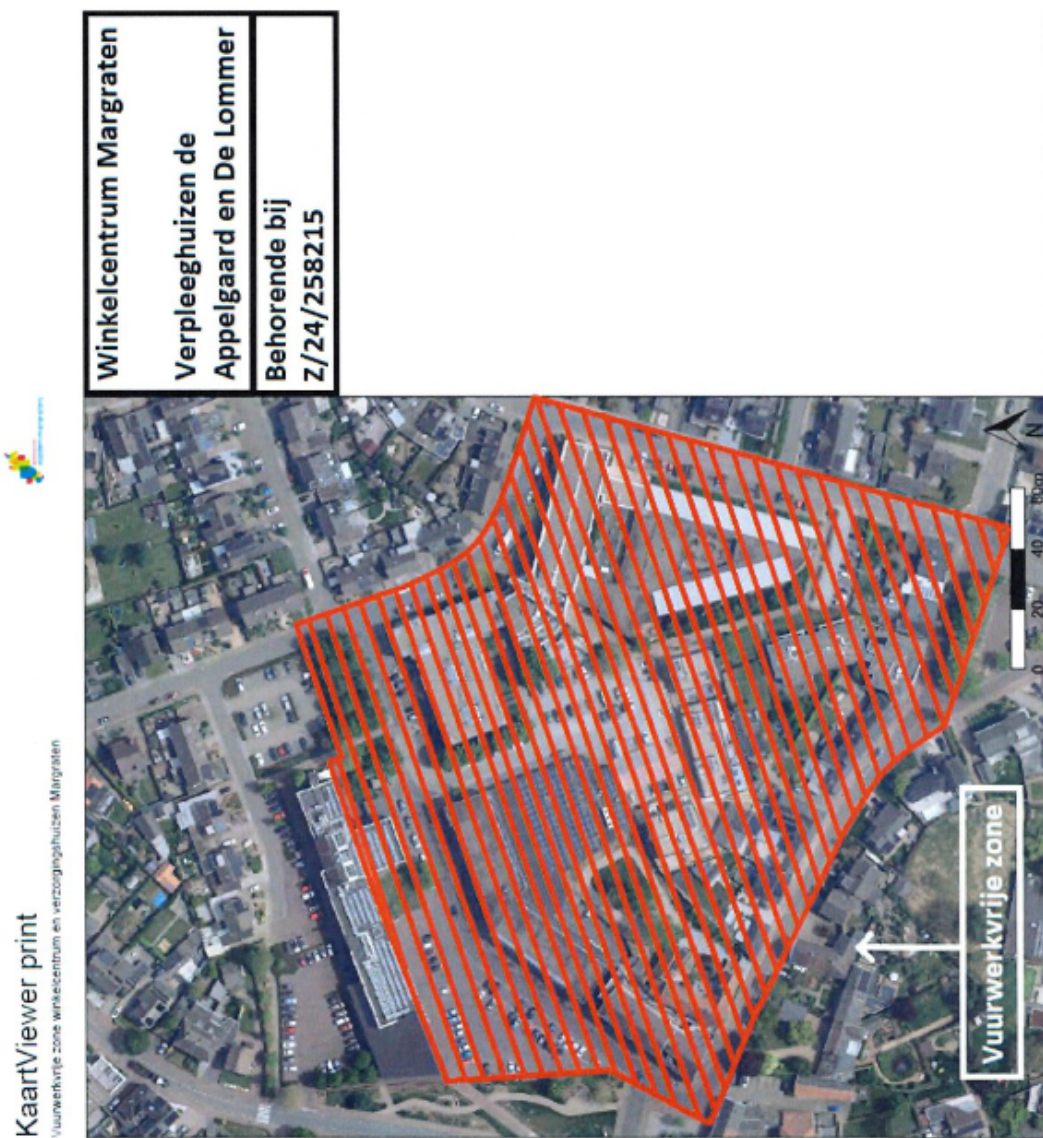 KaartViewer print
Vuurwerkvrije zone winkelcentrum en verzorgingshuizen Margraten
Winkelcentrum Margraten
Verpleeghuizen de
Appelgaard en De Lommer
Behorende bij
Z/24/258215
Vuurwerkvrije zone
0 20 40 60m
N